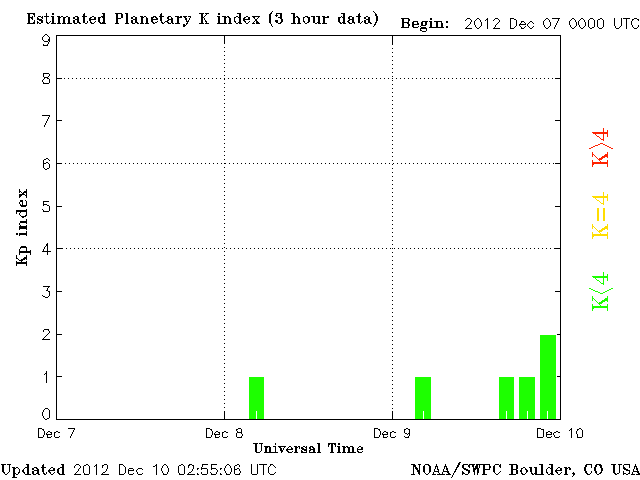 Estimated Planetary K index (3 hour data) Begin: 2012 Dec 07 0000 UTC
9
8
7
6
5
4
3
2
1
0
Kp index
K>4
K=4
K<4
Dec 7 Dec 8 Dec 9 Dec 10
Universal Time
Updated 2012 Dec 10 02:55:06 UTC NOAA/SWPC Boulder, CO USA